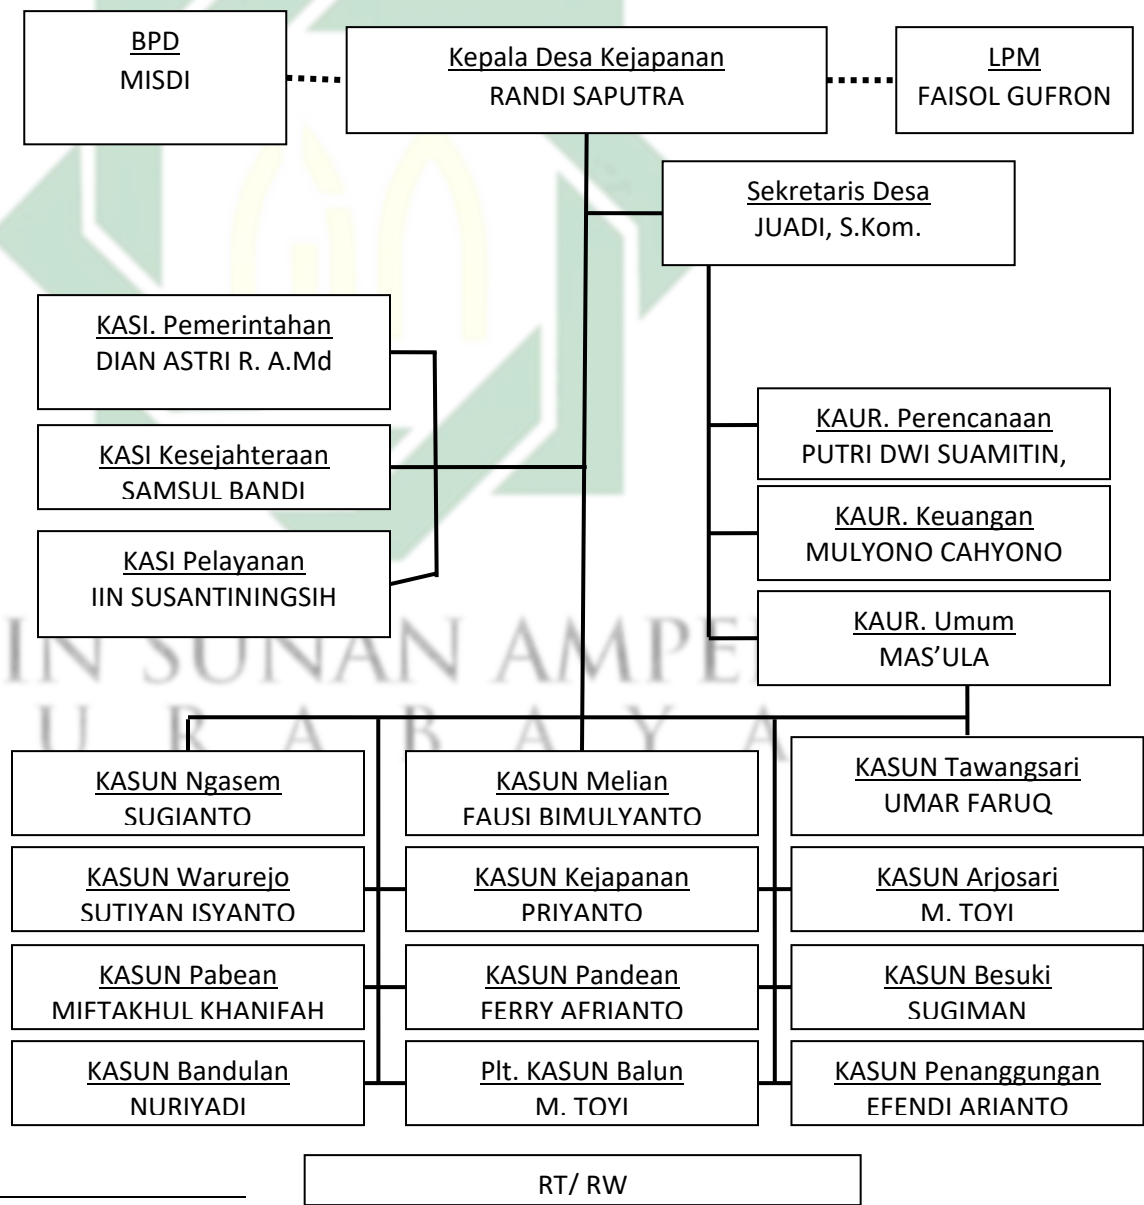 BPD
MISDI
Kepala Desa Kejapanan
RANDI SAPUTRA
LPM
FAISOL GUFRON
Sekretaris Desa
JUADI, S.Kom.
KASI. Pemerintahan
DIAN ASTRI R. A.Md
KASI Kesejahteraan
SAMSUL BANDI
KASI Pelayanan
IIN SUSANTININGSIH
KAUR. Perencanaan
PUTRI DWI SUAMITIN,
KAUR. Keuangan
MULYONO CAHYONO
KAUR. Umum
MAS’ULA
IN SUNAN AMPE
U R A B A Y A
KASUN Ngasem
SUGIANTO
KASUN Melian
FAUSI BIMULYANTO
KASUN Tawangsari
UMAR FARUQ
KASUN Warurejo
SUTIYAN ISYANTO
KASUN Kejapanan
PRIYANTO
KASUN Arjosari
M. TOYI
KASUN Pabean
MIFTAKHUL KHANIFAH
KASUN Pandean
FERRY AFRIANTO
KASUN Besuki
SUGIMAN
KASUN Bandulan
NURIYADI
Plt. KASUN Balun
M. TOYI
KASUN Penanggungan
EFENDI ARIANTO
RT/ RW